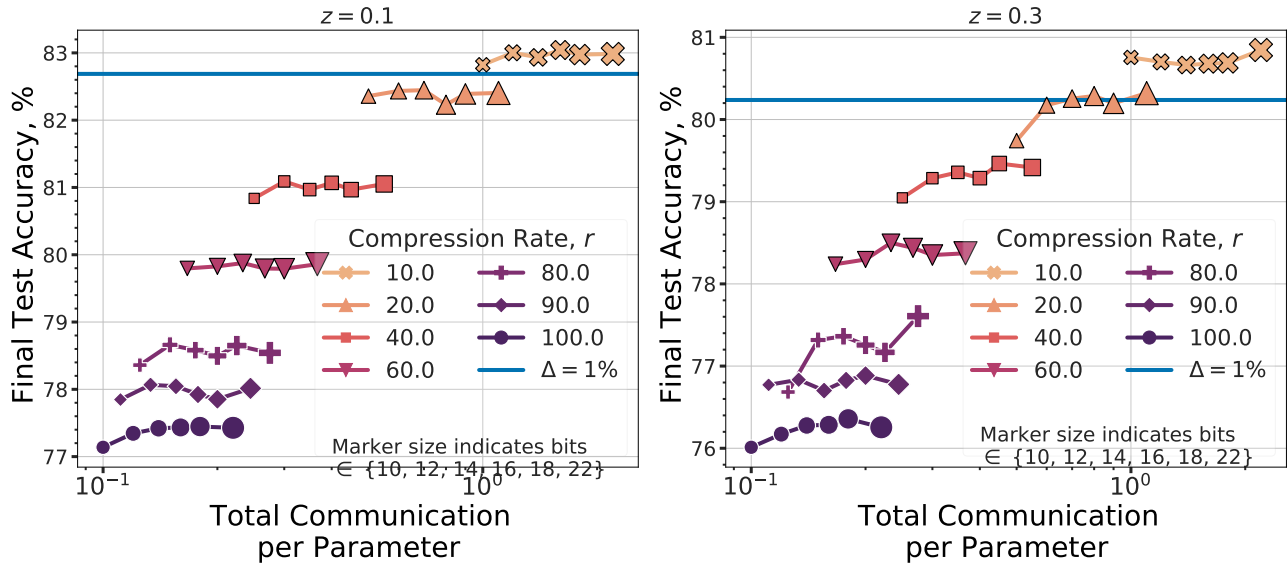 z = 0.1
Final Test Accuracy, %
83
82
81
80
79
78
77
Compression Rate, r
10.0
20.0
40.0
60.0
80.0
90.0
100.0
Δ = 1%
Marker size indicates bits
∈ {10, 12, 14, 16, 18, 22}
10⁻¹
10⁰
Total Communication
per Parameter
z = 0.3
Final Test Accuracy, %
81
80
79
78
77
76
Compression Rate, r
10.0
20.0
40.0
60.0
80.0
90.0
100.0
Δ = 1%
Marker size indicates bits
∈ {10, 12, 14, 16, 18, 22}
10⁻¹
10⁰
Total Communication
per Parameter